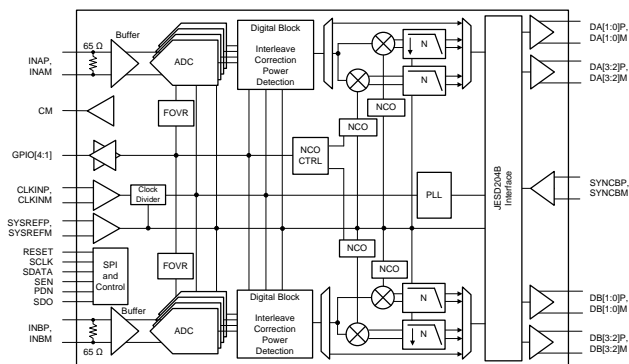 Buffer
65 Ω
INAP,
INAM
ADC
Digital Block
Interleave
Correction
Power
Detection
N
N
DA[1:0]P,
DA[1:0]M
DA[3:2]P,
DA[3:2]M
CM
FOVR
NCO
NCO
GPIO[4:1]
NCO
CTRL
CLKINP,
CLKINM
Clock
Divider
PLL
JESD204B
Interface
SYNCBP,
SYNCBM
SYSREFP,
SYSREFM
RESET
SCLK
SDATA
SEN
PDN
SDO
SPI
and
Control
FOVR
NCO
NCO
Buffer
INBP,
INBM
65 Ω
ADC
Digital Block
Interleave
Correction
Power
Detection
N
N
DB[1:0]P,
DB[1:0]M
DB[3:2]P,
DB[3:2]M